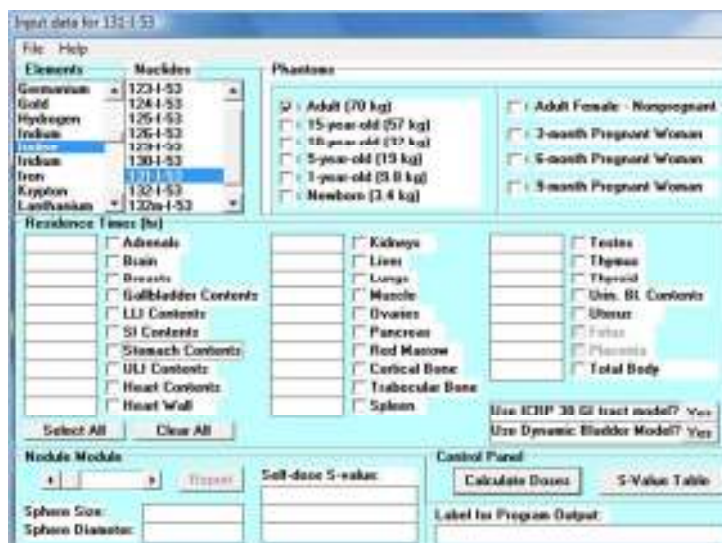 Input data for 131-I-53
File Help
Elements
Nuclides
Germanium
Gold
Hydrogen
Indium
Iodine
Iridium
Iron
Krypton
Lanthanium
123-I-53
124-I-53
125-I-53
126-I-53
129-I-53
130-I-53
131-I-53
132-I-53
132m-I-53
Phantoms
Adult (70 kg)
15-year-old (57 kg)
5-year-old (19 kg)
1-year-old (9.8 kg)
Newborn (3.4 kg)
Adult Female - Nonpregnant
3-month Pregnant Woman
6-month Pregnant Woman
9-month Pregnant Woman
Residence Times (hr)
Adrenals
Brain
Breasts
Gallbladder Contents
LLI Contents
SI Contents
Stomach Contents
ULI Contents
Heart Contents
Heart Wall
Kidneys
Liver
Lungs
Muscle
Ovaries
Pancreas
Red Marrow
Cortical Bone
Trabecular Bone
Spleen
Testes
Thymus
Thyroid
Urin. Bl. Contents
Uterus
Fetus
Placenta
Total Body
Select All Clear All
Use ICRP 30 GI tract model? Yes
Use Dynamic Bladder Model? Yes
Nodule Module
Repeat
Sphere Size:
Sphere Diameter:
Self-dose S-value:
Control Panel
Calculate Doses S-Value Table
Label for Program Output: